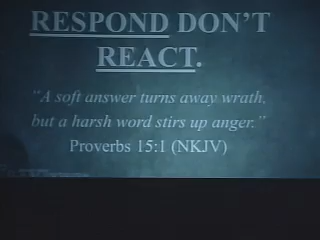 RESPOND DON'T
REACT.
"A soft answer turns away wrath,
but a harsh word stirs up anger."
Proverbs 15:1 (NKJV)